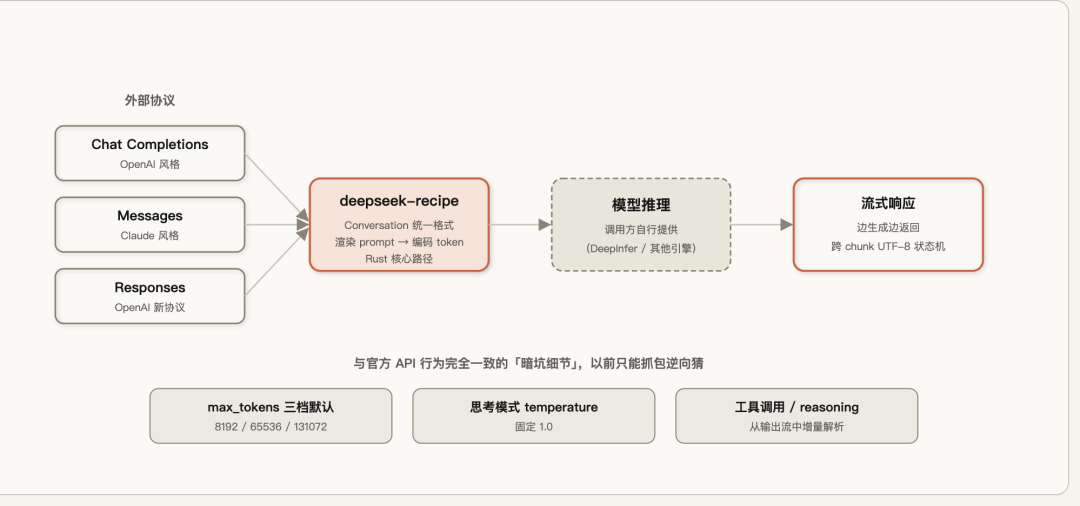 外部协议
Chat Completions
OpenAI 风格
Messages
Claude 风格
Responses
OpenAI 新协议
deepseek-recipe
Conversation 统一格式
渲染 prompt → 编码 token
Rust 核心路径
模型推理
调用方自行提供
(DeepInfer / 其他引擎)
流式响应
边生成边返回
跨 chunk UTF-8 状态机
与官方 API 行为完全一致的「暗坑细节」，以前只能抓包逆向猜
max_tokens 三档默认
8192 / 65536 / 131072
思考模式 temperature
固定 1.0
工具调用 / reasoning
从输出流中增量解析